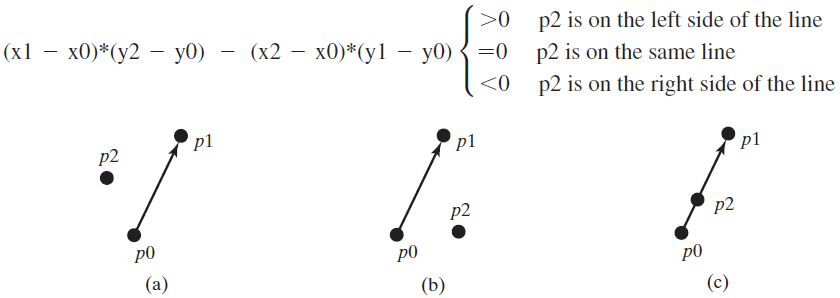 >0 p2 is on the left side of the line
(x1 − x0)*(y2 − y0) − (x2 − x0)*(y1 − y0) =0 p2 is on the same line
<0 p2 is on the right side of the line
p1 p1 p1
p2
p2 p2
p0 p0 p0
(a) (b) (c)